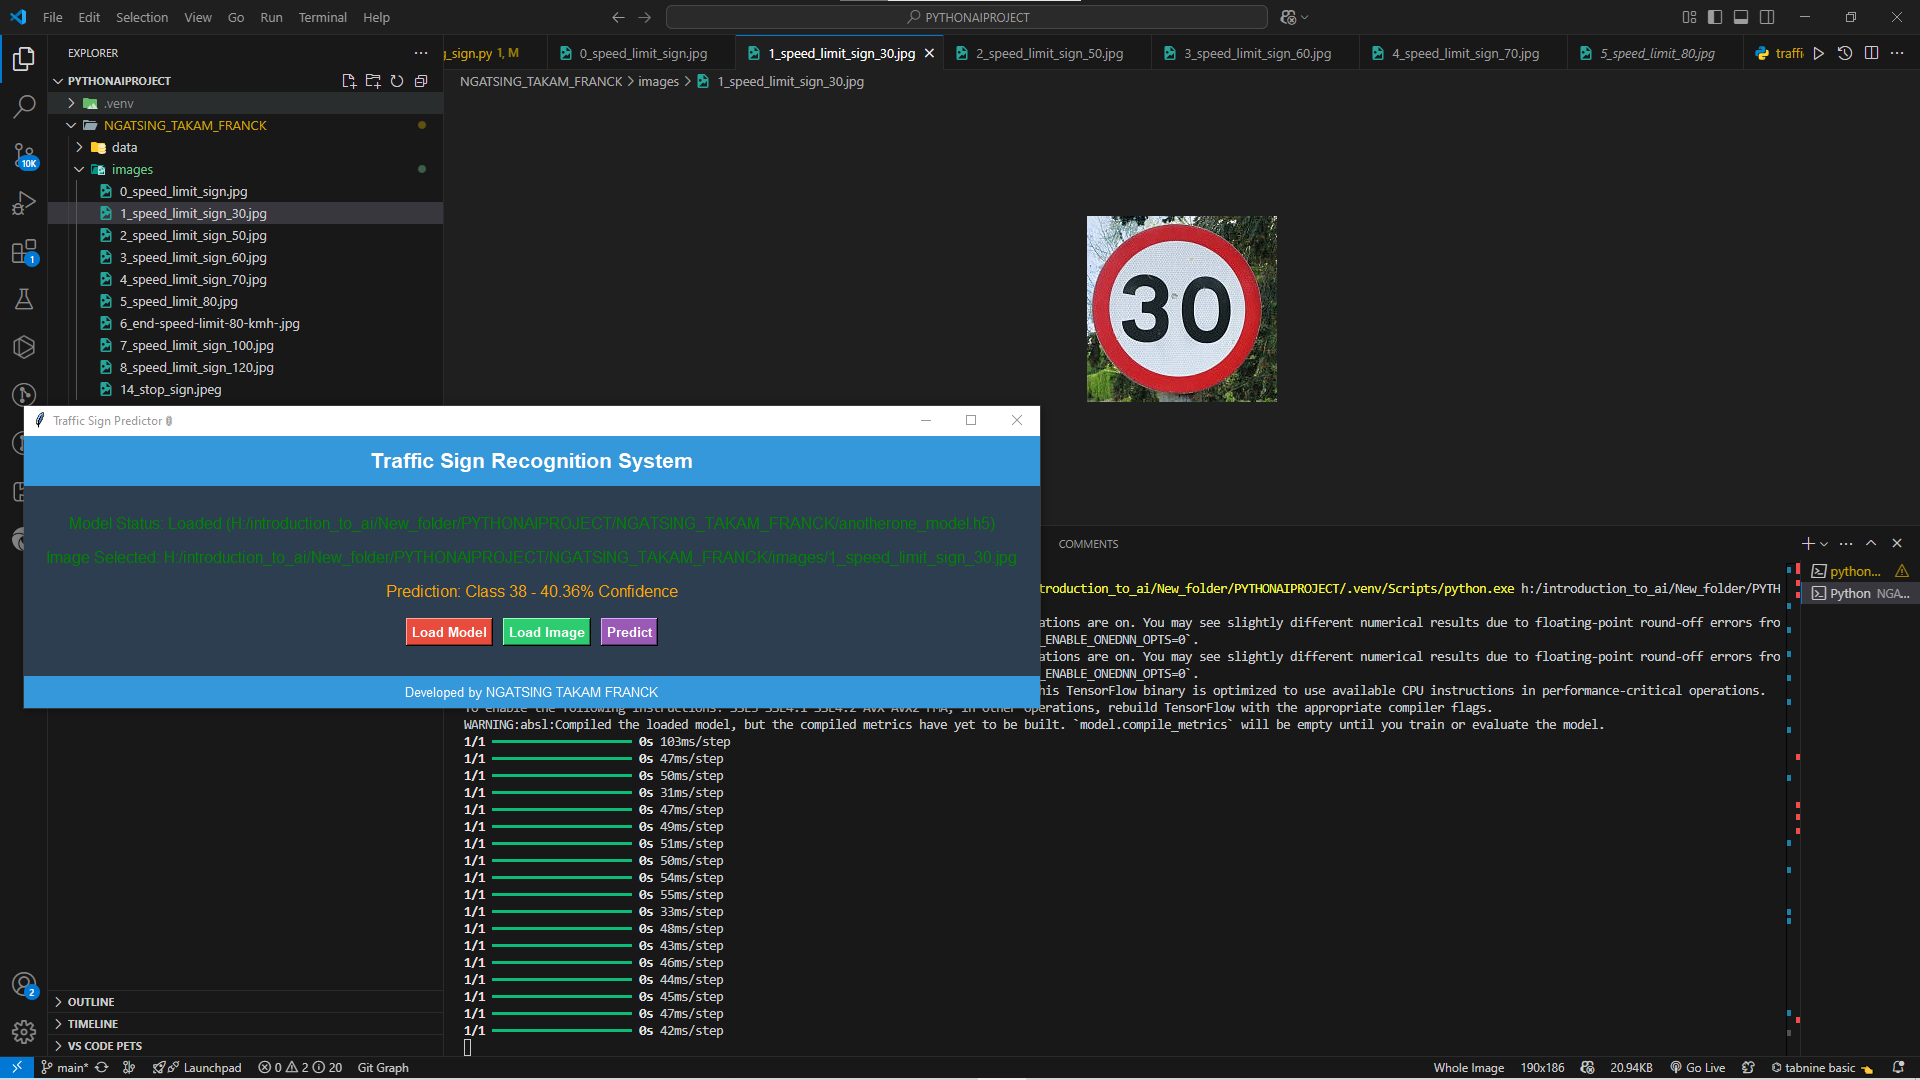 File Edit Selection View Go Run Terminal Help
PYTHONAIPROJECT
EXPLORER
g_sign.py 1, M
0_speed_limit_sign.jpg
1_speed_limit_sign_30.jpg
2_speed_limit_sign_50.jpg
3_speed_limit_sign_60.jpg
4_speed_limit_sign_70.jpg
5_speed_limit_80.jpg
traffi
PYTHONAIPROJECT
NGATSING_TAKAM_FRANCK > images > 1_speed_limit_sign_30.jpg
.venv
NGATSING_TAKAM_FRANCK
data
images
0_speed_limit_sign.jpg
1_speed_limit_sign_30.jpg
2_speed_limit_sign_50.jpg
3_speed_limit_sign_60.jpg
4_speed_limit_sign_70.jpg
5_speed_limit_80.jpg
6_end-speed-limit-80-kmh-.jpg
7_speed_limit_sign_100.jpg
8_speed_limit_sign_120.jpg
14_stop_sign.jpeg
10K
1
30
Traffic Sign Predictor
Traffic Sign Recognition System
Model Status: Loaded (H:/introduction_to_ai/New_folder/PYTHONAIPROJECT/NGATSING_TAKAM_FRANCK/anotherone_model.h5)
Image Selected: H:/introduction_to_ai/New_folder/PYTHONAIPROJECT/NGATSING_TAKAM_FRANCK/images/1_speed_limit_sign_30.jpg
Prediction: Class 38 - 40.36% Confidence
Load Model
Load Image
Predict
Developed by NGATSING TAKAM FRANCK
COMMENTS
python...
Python NGA...
troduction_to_ai/New_folder/PYTHONAIPROJECT/.venv/Scripts/python.exe h:/introduction_to_ai/New_folder/PYTH
ations are on. You may see slightly different numerical results due to floating-point round-off errors fro
_ENABLE_ONEDNN_OPTS=0`.
ations are on. You may see slightly different numerical results due to floating-point round-off errors fro
_ENABLE_ONEDNN_OPTS=0`.
his TensorFlow binary is optimized to use available CPU instructions in performance-critical operations.
To enable the following instructions: SSE3 SSE4.1 SSE4.2 AVX AVX2 FMA, in other operations, rebuild TensorFlow with the appropriate compiler flags.
WARNING:absl:Compiled the loaded model, but the compiled metrics have yet to be built. `model.compile_metrics` will be empty until you train or evaluate the model.
1/1 0s 103ms/step
1/1 0s 47ms/step
1/1 0s 50ms/step
1/1 0s 31ms/step
1/1 0s 47ms/step
1/1 0s 49ms/step
1/1 0s 51ms/step
1/1 0s 50ms/step
1/1 0s 54ms/step
1/1 0s 55ms/step
1/1 0s 33ms/step
1/1 0s 48ms/step
1/1 0s 43ms/step
1/1 0s 46ms/step
1/1 0s 44ms/step
1/1 0s 45ms/step
1/1 0s 47ms/step
1/1 0s 42ms/step
2
OUTLINE
TIMELINE
VS CODE PETS
main* Launchpad 0 2 20 Git Graph
Whole Image 190x186 20.94KB Go Live tabnine basic